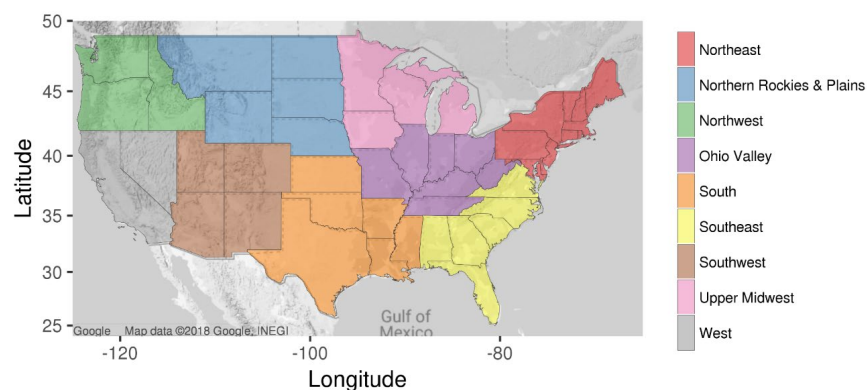 50
45
40
35
30
25
Latitude
Gulf of
Mexico
Google Map data ©2018 Google, INEGI
-120
-100
-80
Longitude
Northeast
Northern Rockies & Plains
Northwest
Ohio Valley
South
Southeast
Southwest
Upper Midwest
West